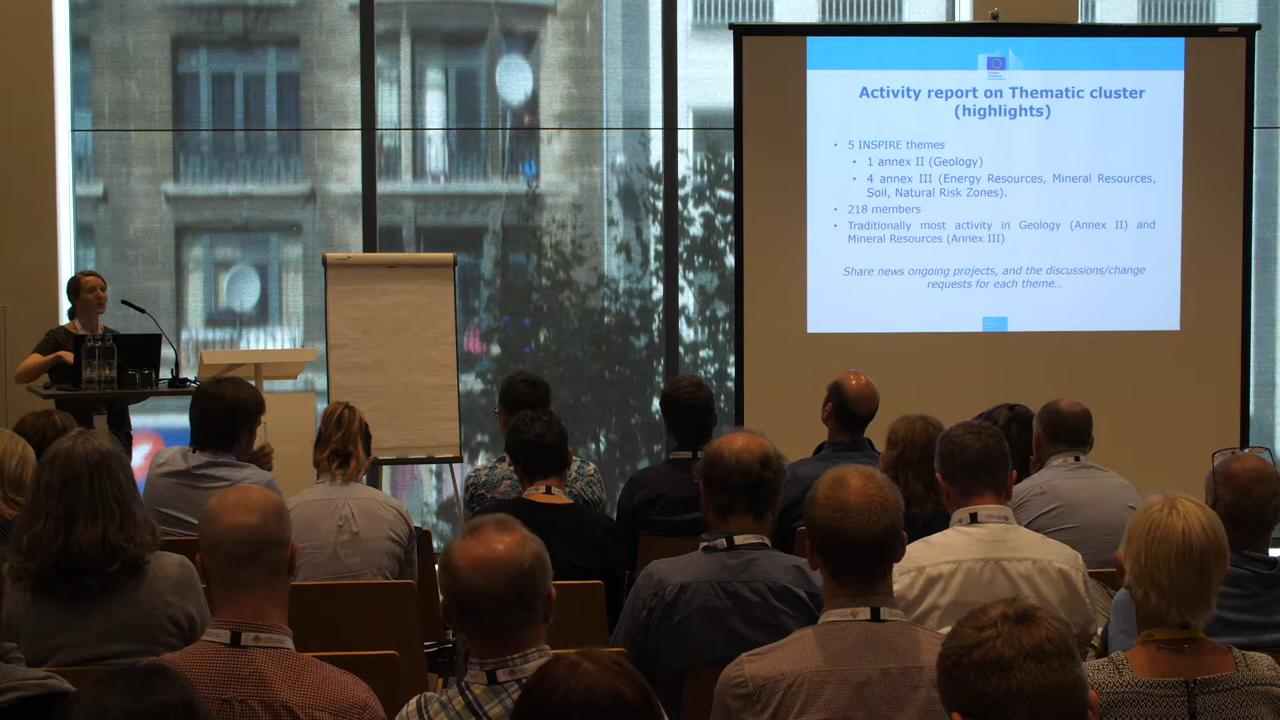 Activity report on Thematic cluster
(highlights)
• 5 INSPIRE themes
• 1 annex II (Geology)
• 4 annex III (Energy Resources, Mineral Resources,
Soil, Natural Risk Zones).
• 218 members
• Traditionally most activity in Geology (Annex II) and
Mineral Resources (Annex III)
Share news ongoing projects, and the discussions/change
requests for each theme...